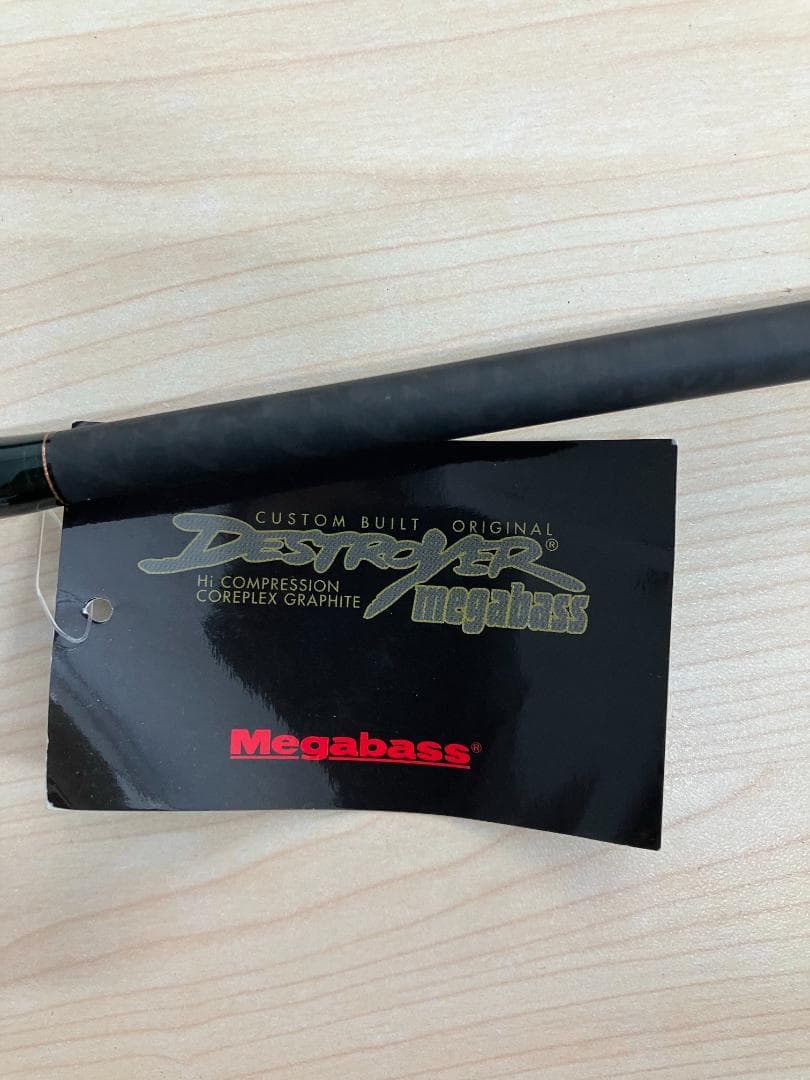 CUSTOM BUILT ORIGINAL
DESTROYER®
Hi COMPRESSION
COREPLEX GRAPHITE
megabass
Megabass®